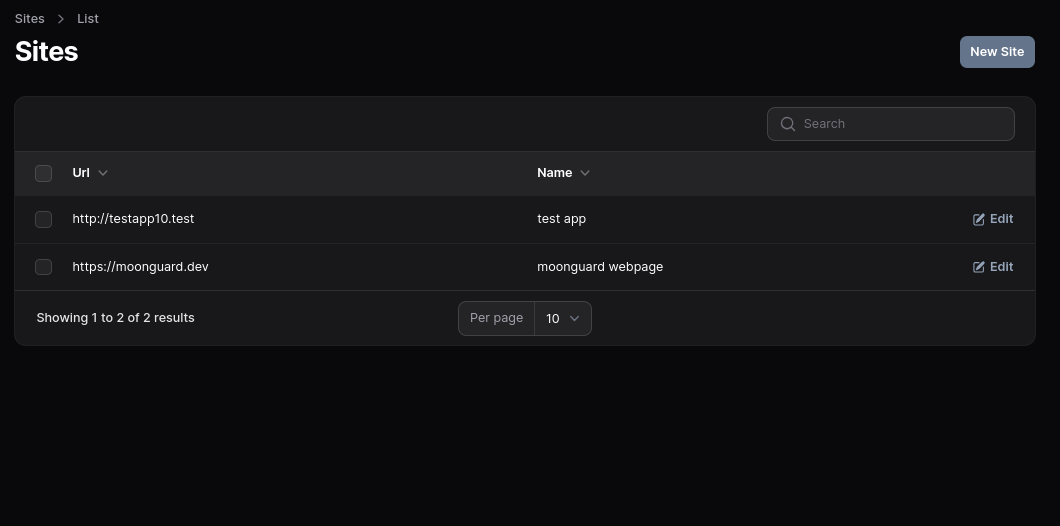 Sites > List
Sites
New Site
Search
Url Name
http://testapp10.test test app Edit
https://moonguard.dev moonguard webpage Edit
Showing 1 to 2 of 2 results Per page 10